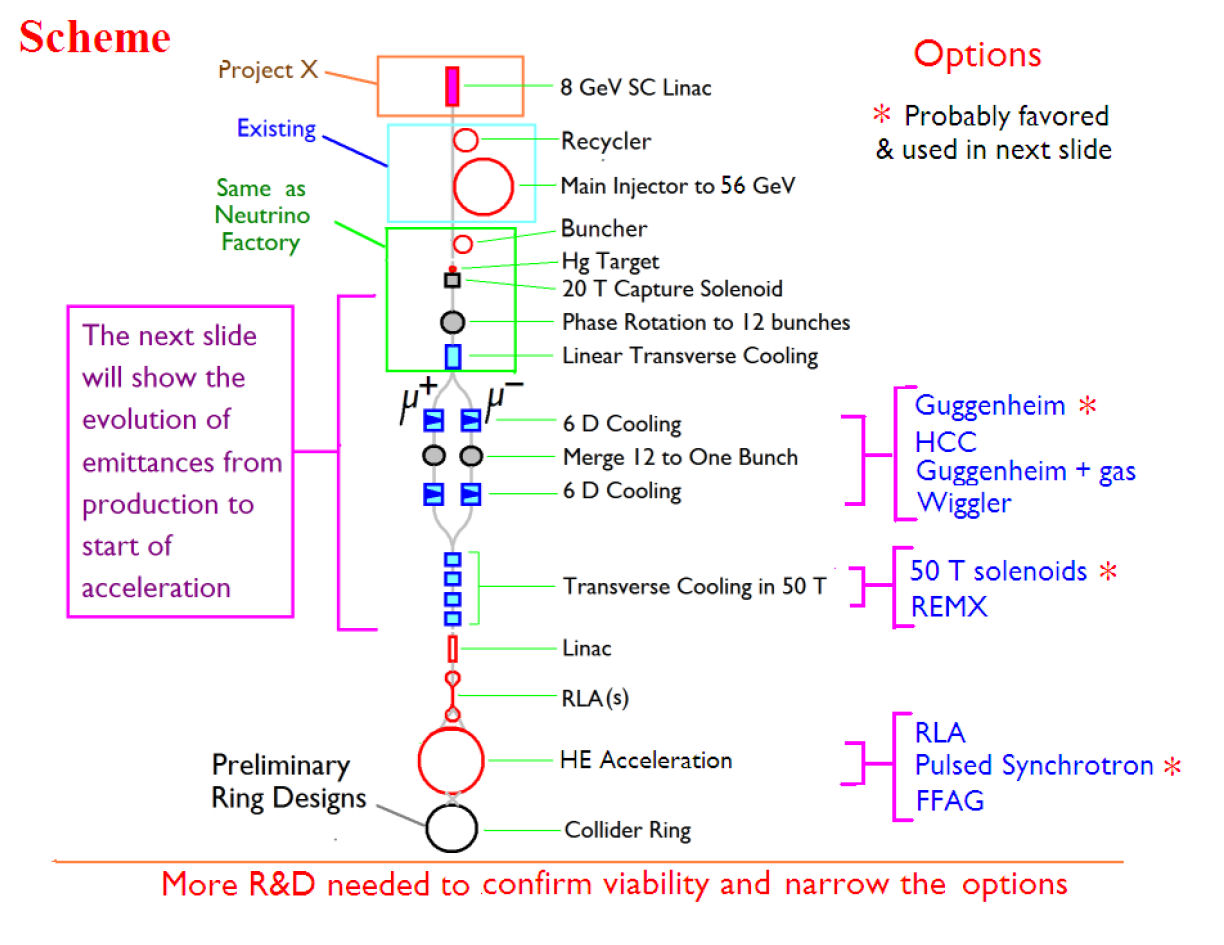 Scheme
Project X
8 GeV SC Linac
Options
* Probably favored
& used in next slide
Existing
Recycler
Main Injector to 56 GeV
Same as
Neutrino
Factory
Buncher
Hg Target
20 T Capture Solenoid
Phase Rotation to 12 bunches
Linear Transverse Cooling
The next slide
will show the
evolution of
emittances from
production to
start of
acceleration
μ+
μ−
6 D Cooling
Merge 12 to One Bunch
6 D Cooling
Guggenheim *
HCC
Guggenheim + gas
Wiggler
Transverse Cooling in 50 T
50 T solenoids *
REMX
Linac
RLA(s)
HE Acceleration
RLA
Pulsed Synchrotron *
FFAG
Preliminary
Ring Designs
Collider Ring
More R&D needed to confirm viability and narrow the options